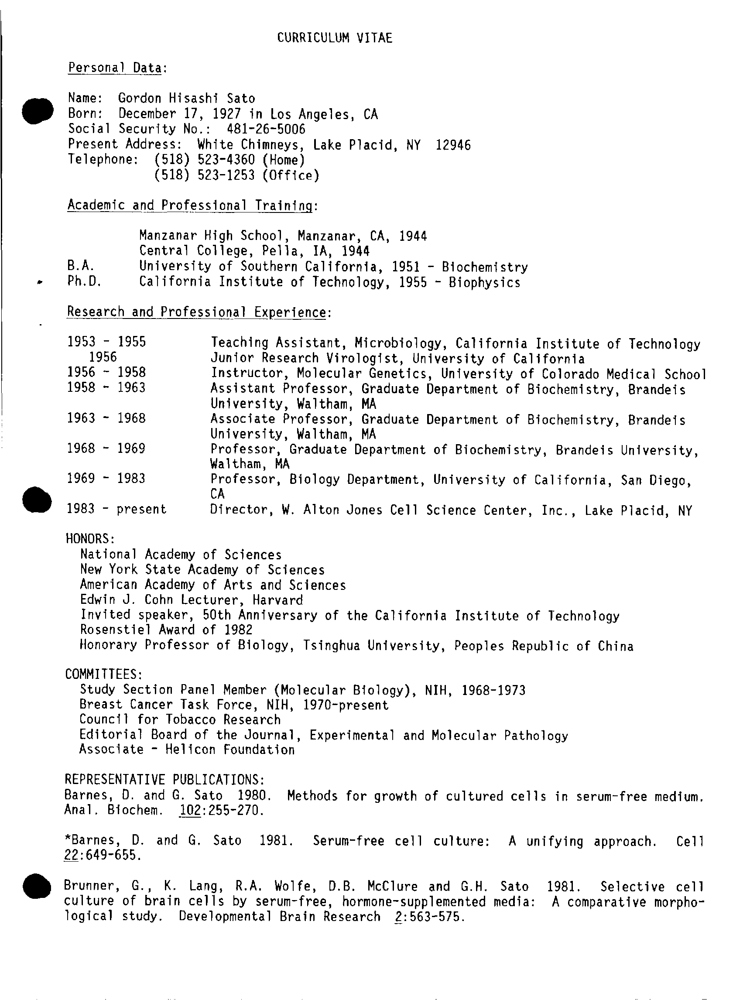 CURRICULUM VITAE
Personal Data:
Name: Gordon Hisashi Sato
Born: December 17, 1927 in Los Angeles, CA
Social Security No.: 481-26-5006
Present Address: White Chimneys, Lake Placid, NY 12946
Telephone: (518) 523-4360 (Home)
(518) 523-1253 (Office)
Academic and Professional Training:
Manzanar High School, Manzanar, CA, 1944
Central College, Pella, IA, 1944
B.A. University of Southern California, 1951 - Biochemistry
Ph.D. California Institute of Technology, 1955 - Biophysics
Research and Professional Experience:
1953 - 1955 Teaching Assistant, Microbiology, California Institute of Technology
1956 Junior Research Virologist, University of California
1956 - 1958 Instructor, Molecular Genetics, University of Colorado Medical School
1958 - 1963 Assistant Professor, Graduate Department of Biochemistry, Brandeis
University, Waltham, MA
1963 - 1968 Associate Professor, Graduate Department of Biochemistry, Brandeis
University, Waltham, MA
1968 - 1969 Professor, Graduate Department of Biochemistry, Brandeis University,
Waltham, MA
1969 - 1983 Professor, Biology Department, University of California, San Diego,
CA
1983 - present Director, W. Alton Jones Cell Science Center, Inc., Lake Placid, NY
HONORS:
National Academy of Sciences
New York State Academy of Sciences
American Academy of Arts and Sciences
Edwin J. Cohn Lecturer, Harvard
Invited speaker, 50th Anniversary of the California Institute of Technology
Rosenstiel Award of 1982
Honorary Professor of Biology, Tsinghua University, Peoples Republic of China
COMMITTEES:
Study Section Panel Member (Molecular Biology), NIH, 1968-1973
Breast Cancer Task Force, NIH, 1970-present
Council for Tobacco Research
Editorial Board of the Journal, Experimental and Molecular Pathology
Associate - Helicon Foundation
REPRESENTATIVE PUBLICATIONS:
Barnes, D. and G. Sato 1980. Methods for growth of cultured cells in serum-free medium.
Anal. Biochem. 102:255-270.
*Barnes, D. and G. Sato 1981. Serum-free cell culture: A unifying approach. Cell
22:649-655.
Brunner, G., K. Lang, R.A. Wolfe, D.B. McClure and G.H. Sato 1981. Selective cell
culture of brain cells by serum-free, hormone-supplemented media: A comparative morpho-
logical study. Developmental Brain Research 2:563-575.